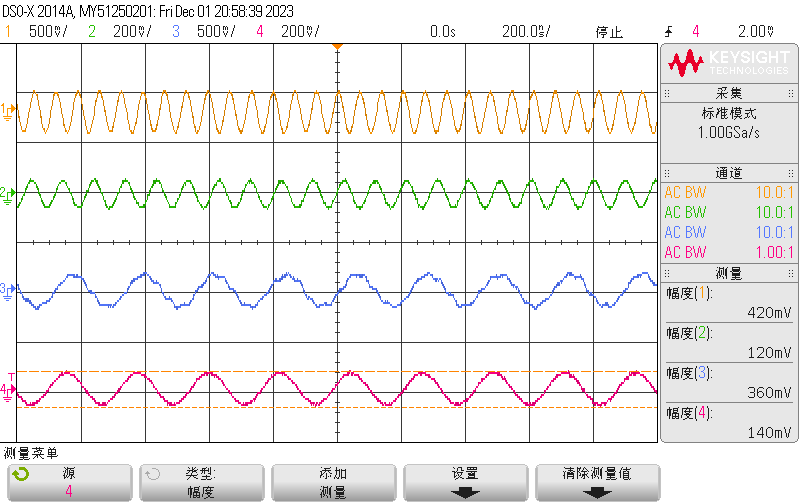 DSO-X 2014A, MY51250201: Fri Dec 01 20:58:39 2023
1 500mV/ 2 200mV/ 3 500mV/ 4 200mV/ 0.0s 200.0ns/ 停止 4 2.00V
KEYSIGHT
TECHNOLOGIES
采集
标准模式
1.00GSa/s
通道
AC BW 10.0:1
AC BW 10.0:1
AC BW 10.0:1
AC BW 1.00:1
测量
幅度(1):
420mV
幅度(2):
120mV
幅度(3):
360mV
幅度(4):
140mV
1
2
3
T
4
测量菜单
源
4
类型:
幅度
添加
测量
设置
清除测量值